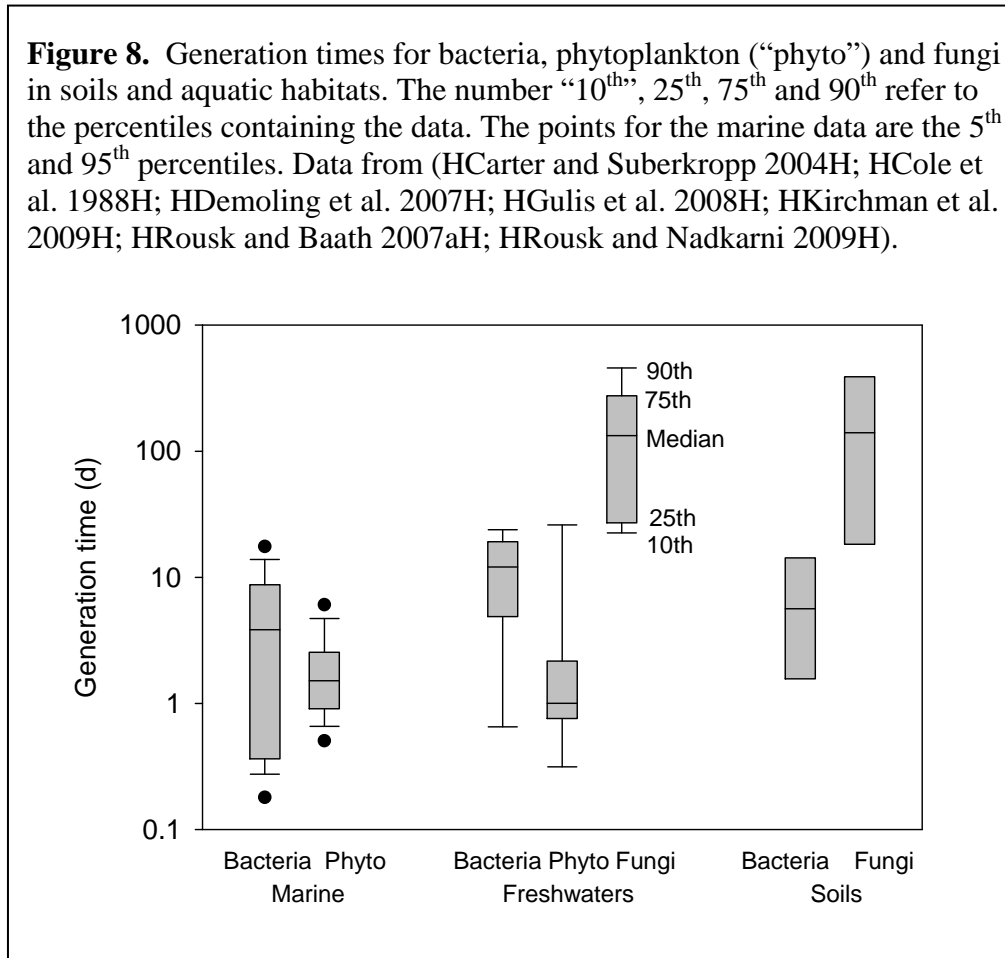 Figure 8. Generation times for bacteria, phytoplankton (“phyto”) and fungi
in soils and aquatic habitats. The number “10th”, 25th, 75th and 90th refer to
the percentiles containing the data. The points for the marine data are the 5th
and 95th percentiles. Data from (HCarter and Suberkropp 2004H; HCole et
al. 1988H; HDemoling et al. 2007H; HGulis et al. 2008H; HKirchman et al.
2009H; HRousk and Baath 2007aH; HRousk and Nadkarni 2009H).
1000
100
10
1
0.1
Generation time (d)
90th
75th
Median
25th
10th
Bacteria Phyto
Marine
Bacteria Phyto Fungi
Freshwaters
Bacteria Fungi
Soils